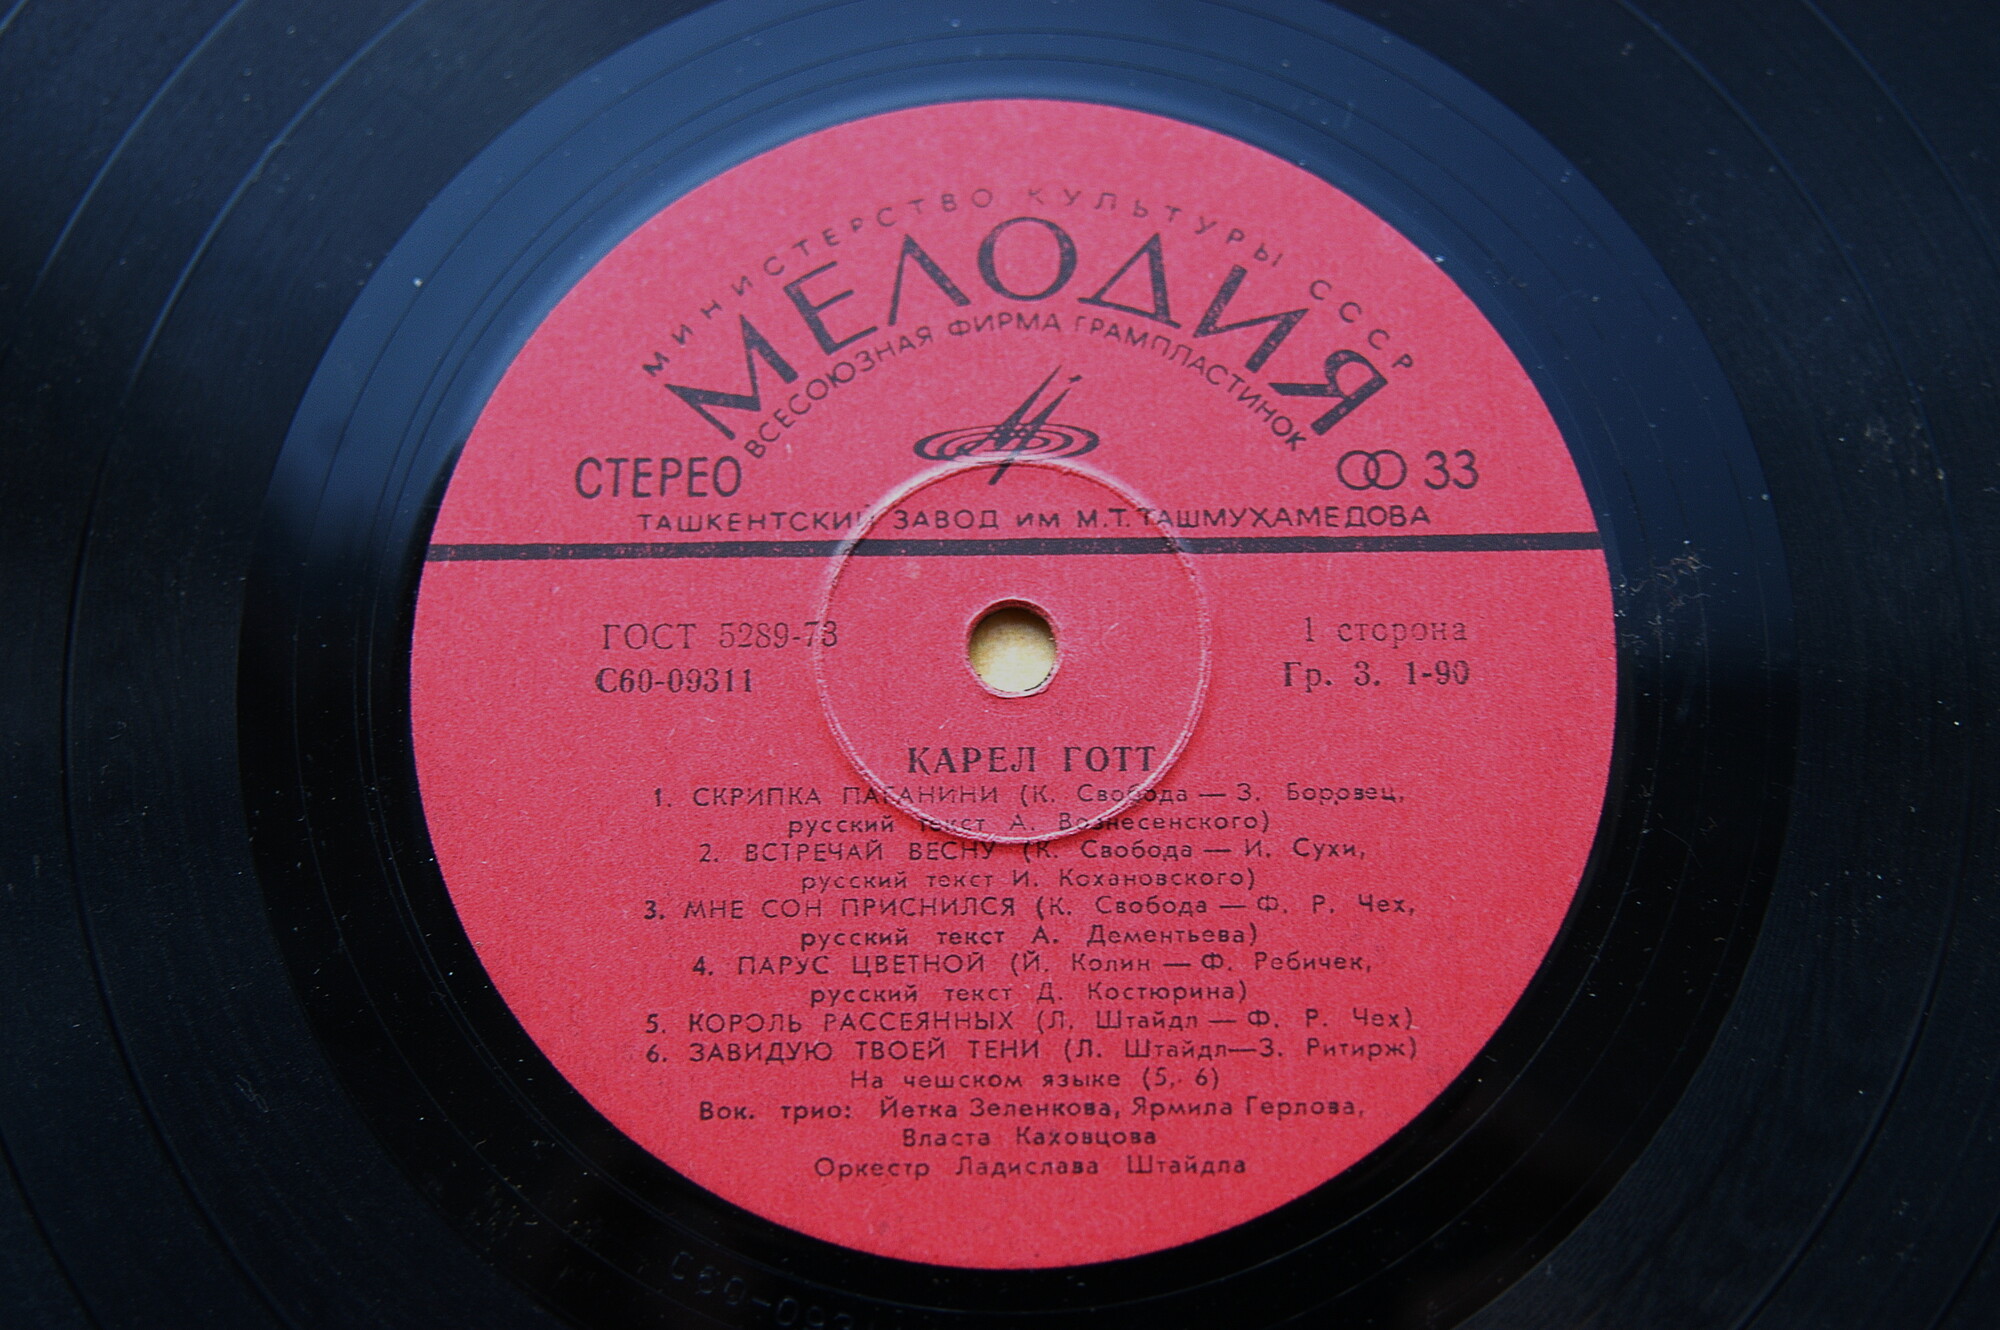 МИНИСТЕРСТВО КУЛЬТУРЫ СССР
МЕЛОДИЯ
ВСЕСОЮЗНАЯ ФИРМА ГРАМПЛАСТИНОК
СТЕРЕО
33
ТАШКЕНТСКИЙ ЗАВОД им М.Т.ТАШМУХАМЕДОВА
ГОСТ 5289-73
1 сторона
С60-09311
Гр. 3. 1-90
КАРЕЛ ГОТТ
1. СКРИПКА ПАГАНИНИ (К. Свобода — З. Боровец,
русский текст А. Вознесенского)
2. ВСТРЕЧАЙ ВЕСНУ (К. Свобода — И. Сухи,
русский текст И. Кохановского)
3. МНЕ СОН ПРИСНИЛСЯ (К. Свобода — Ф. Р. Чех,
русский текст А. Дементьева)
4. ПАРУС ЦВЕТНОЙ (Й. Колин — Ф. Ребичек,
русский текст Д. Костюрина)
5. КОРОЛЬ РАССЕЯННЫХ (Л. Штайдл — Ф. Р. Чех)
6. ЗАВИДУЮ ТВОЕЙ ТЕНИ (Л. Штайдл—З. Ритирж)
На чешском языке (5, 6)
Вок. трио: Йетка Зеленкова, Ярмила Герлова,
Власта Каховцова
Оркестр Ладислава Штайдла